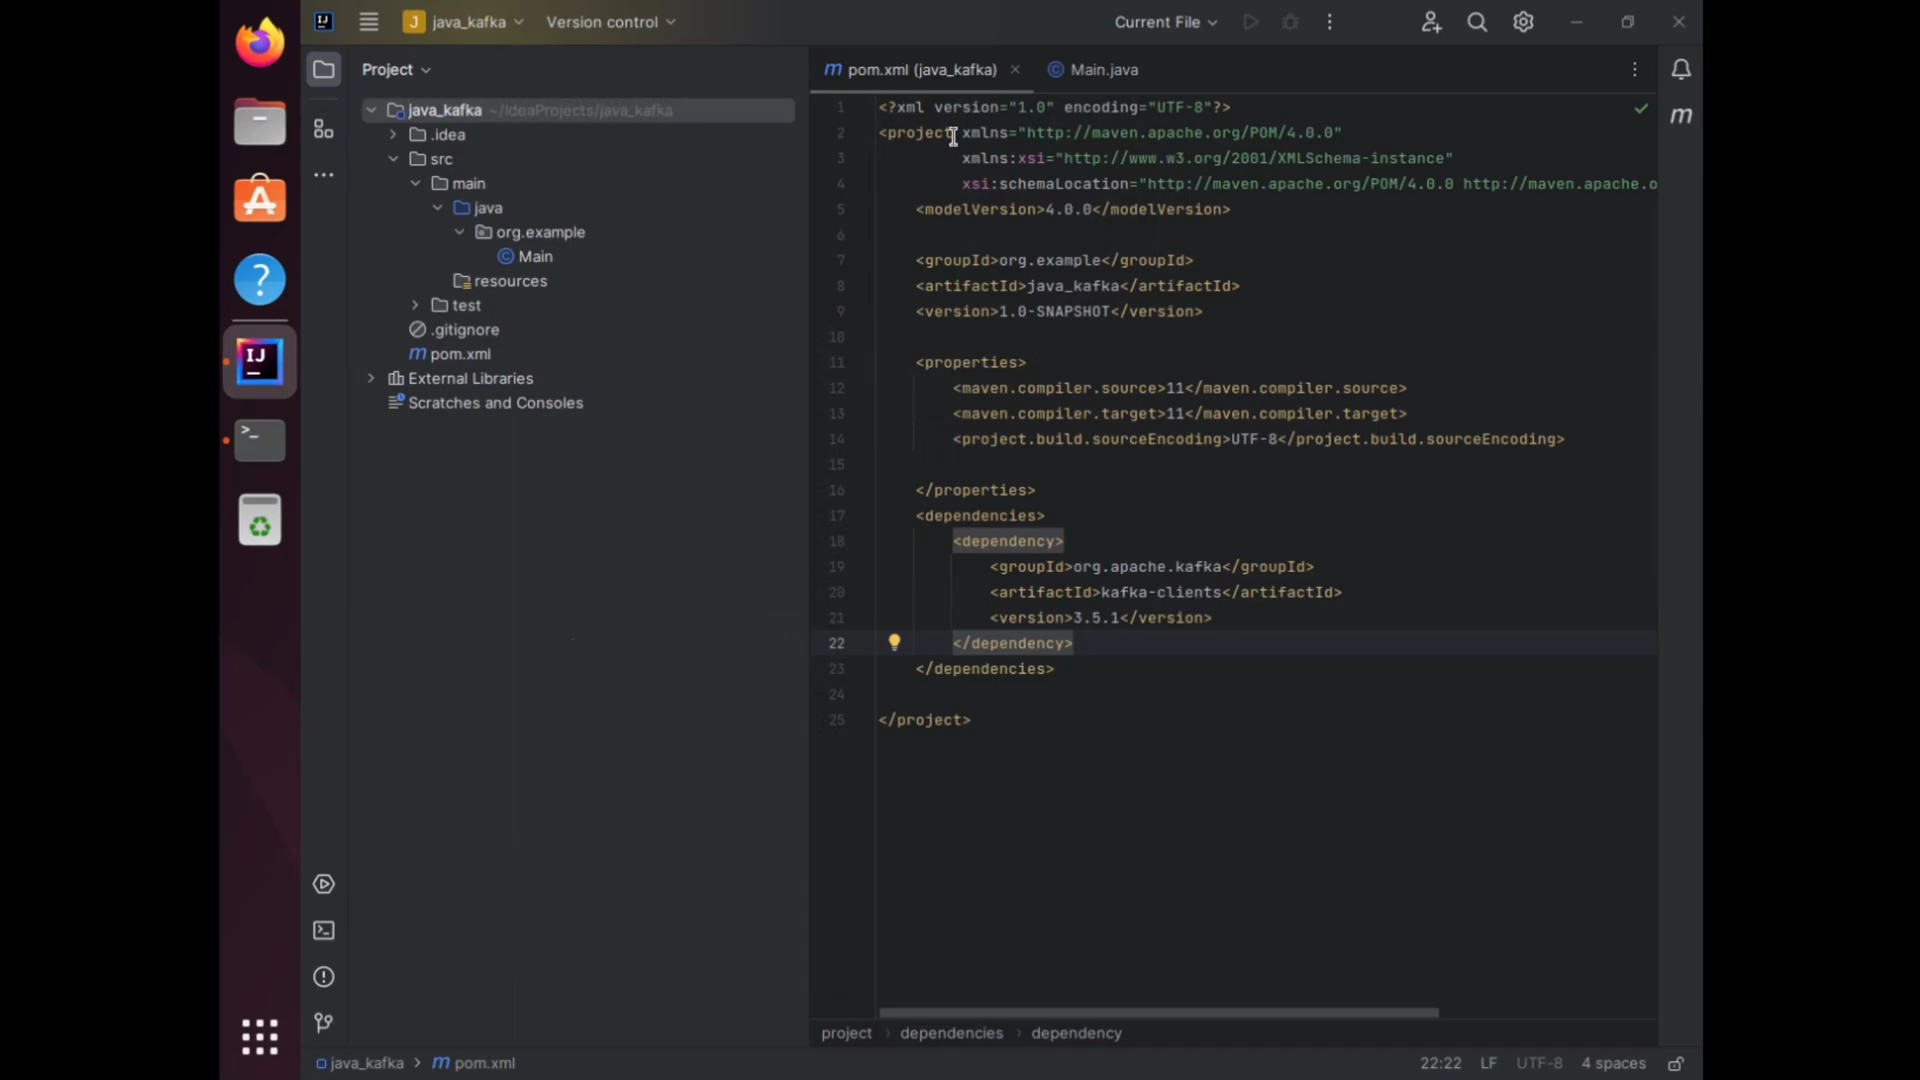 java_kafka
Version control
Current File
Project
java_kafka ~/IdeaProjects/java_kafka
.idea
src
main
java
org.example
Main
resources
test
.gitignore
pom.xml
External Libraries
Scratches and Consoles
pom.xml (java_kafka)
Main.java
1 <?xml version="1.0" encoding="UTF-8"?>
2 <project xmlns="http://maven.apache.org/POM/4.0.0"
3 xmlns:xsi="http://www.w3.org/2001/XMLSchema-instance"
4 xsi:schemaLocation="http://maven.apache.org/POM/4.0.0 http://maven.apache.o
5 <modelVersion>4.0.0</modelVersion>
6
7 <groupId>org.example</groupId>
8 <artifactId>java_kafka</artifactId>
9 <version>1.0-SNAPSHOT</version>
10
11 <properties>
12 <maven.compiler.source>11</maven.compiler.source>
13 <maven.compiler.target>11</maven.compiler.target>
14 <project.build.sourceEncoding>UTF-8</project.build.sourceEncoding>
15
16 </properties>
17 <dependencies>
18 <dependency>
19 <groupId>org.apache.kafka</groupId>
20 <artifactId>kafka-clients</artifactId>
21 <version>3.5.1</version>
22 </dependency>
23 </dependencies>
24
25 </project>
project > dependencies > dependency
java_kafka > pom.xml
22:22 LF UTF-8 4 spaces